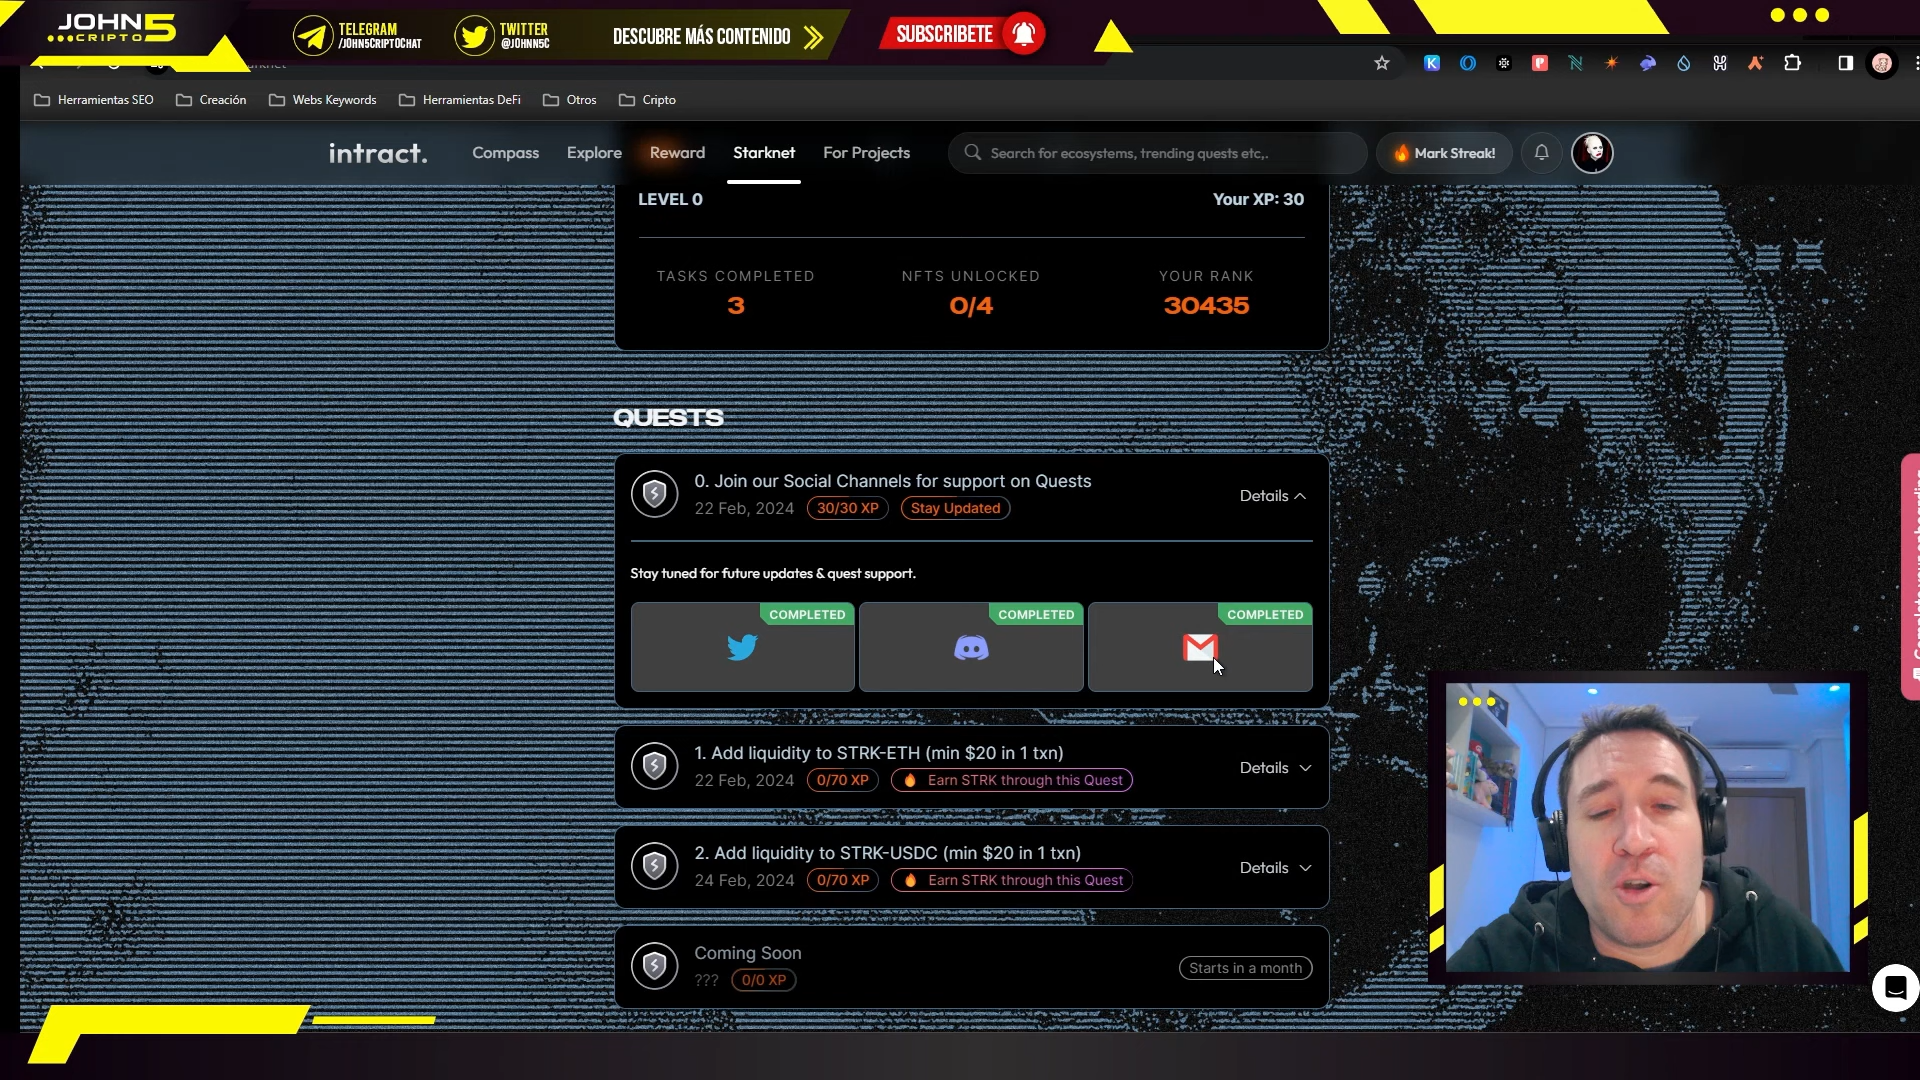 JOHN 5
CRIPTO
TELEGRAM
/JOHN5CRIPTOCHAT
TWITTER
@J0HNN5C
DESCUBRE MÁS CONTENIDO
SUBSCRIBETE
Herramientas SEO
Creación
Webs Keywords
Herramientas DeFi
Otros
Cripto
intract.
Compass
Explore
Reward
Starknet
For Projects
Search for ecosystems, trending quests etc,.
Mark Streak!
LEVEL 0
Your XP: 30
TASKS COMPLETED
NFTS UNLOCKED
YOUR RANK
3
0/4
30435
QUESTS
0. Join our Social Channels for support on Quests
22 Feb, 2024
30/30 XP
Stay Updated
Details
Stay tuned for future updates & quest support.
COMPLETED
COMPLETED
COMPLETED
1. Add liquidity to STRK-ETH (min $20 in 1 txn)
22 Feb, 2024
0/70 XP
Earn STRK through this Quest
Details
2. Add liquidity to STRK-USDC (min $20 in 1 txn)
24 Feb, 2024
0/70 XP
Earn STRK through this Quest
Details
Coming Soon
???
0/0 XP
Starts in a month